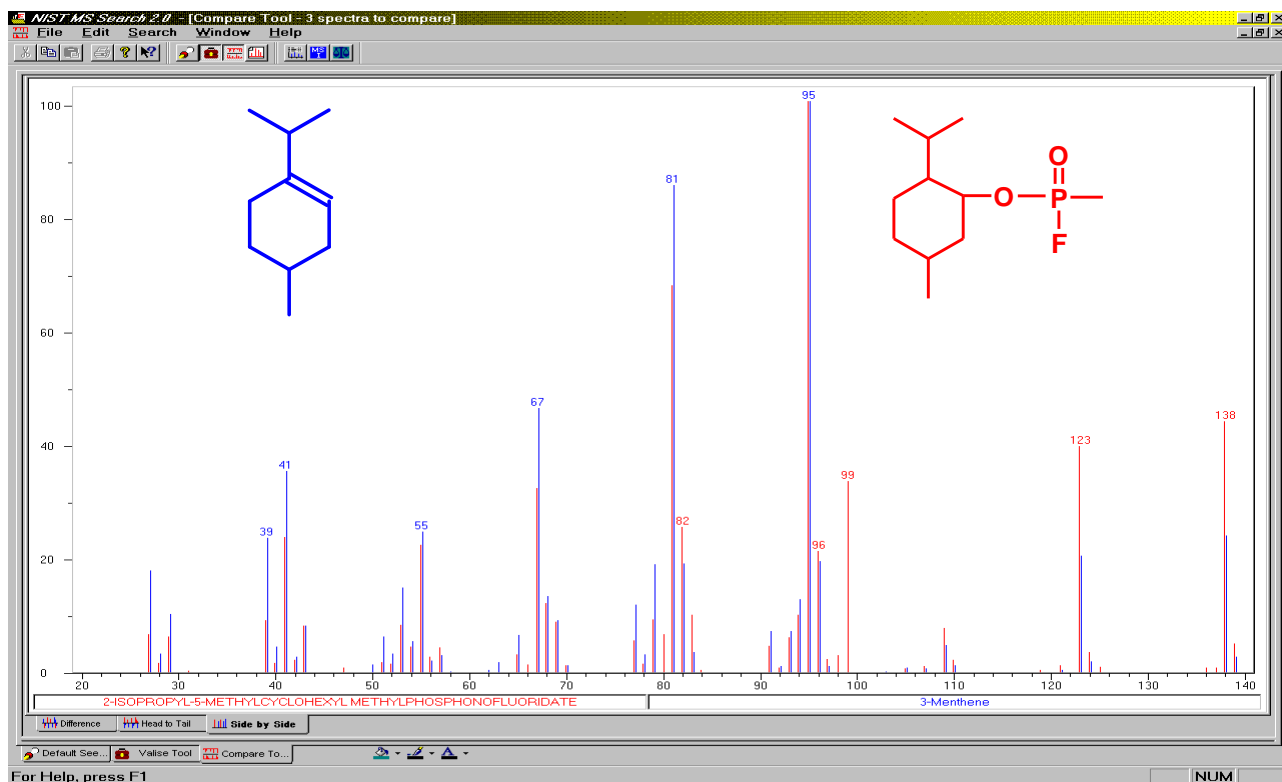 NIST MS Search 2.0 - [Compare Tool - 3 spectra to compare]
File Edit Search Window Help
100
80
60
40
20
0
39
41
55
67
81
82
95
96
99
123
138
O
O P
F
20 30 40 50 60 70 80 90 100 110 120 130 140
2-ISOPROPYL-5-METHYLCYCLOHEXYL METHYLPHOSPHONOFLUORIDATE 3-Menthene
Difference Head to Tail Side by Side
Default See... Valise Tool Compare To...
For Help, press F1 NUM